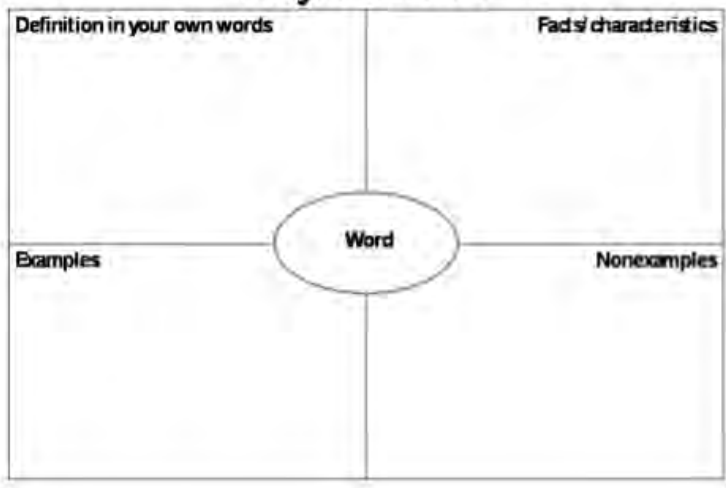 Definition in your own words
Facts/characteristics
Word
Examples
Nonexamples